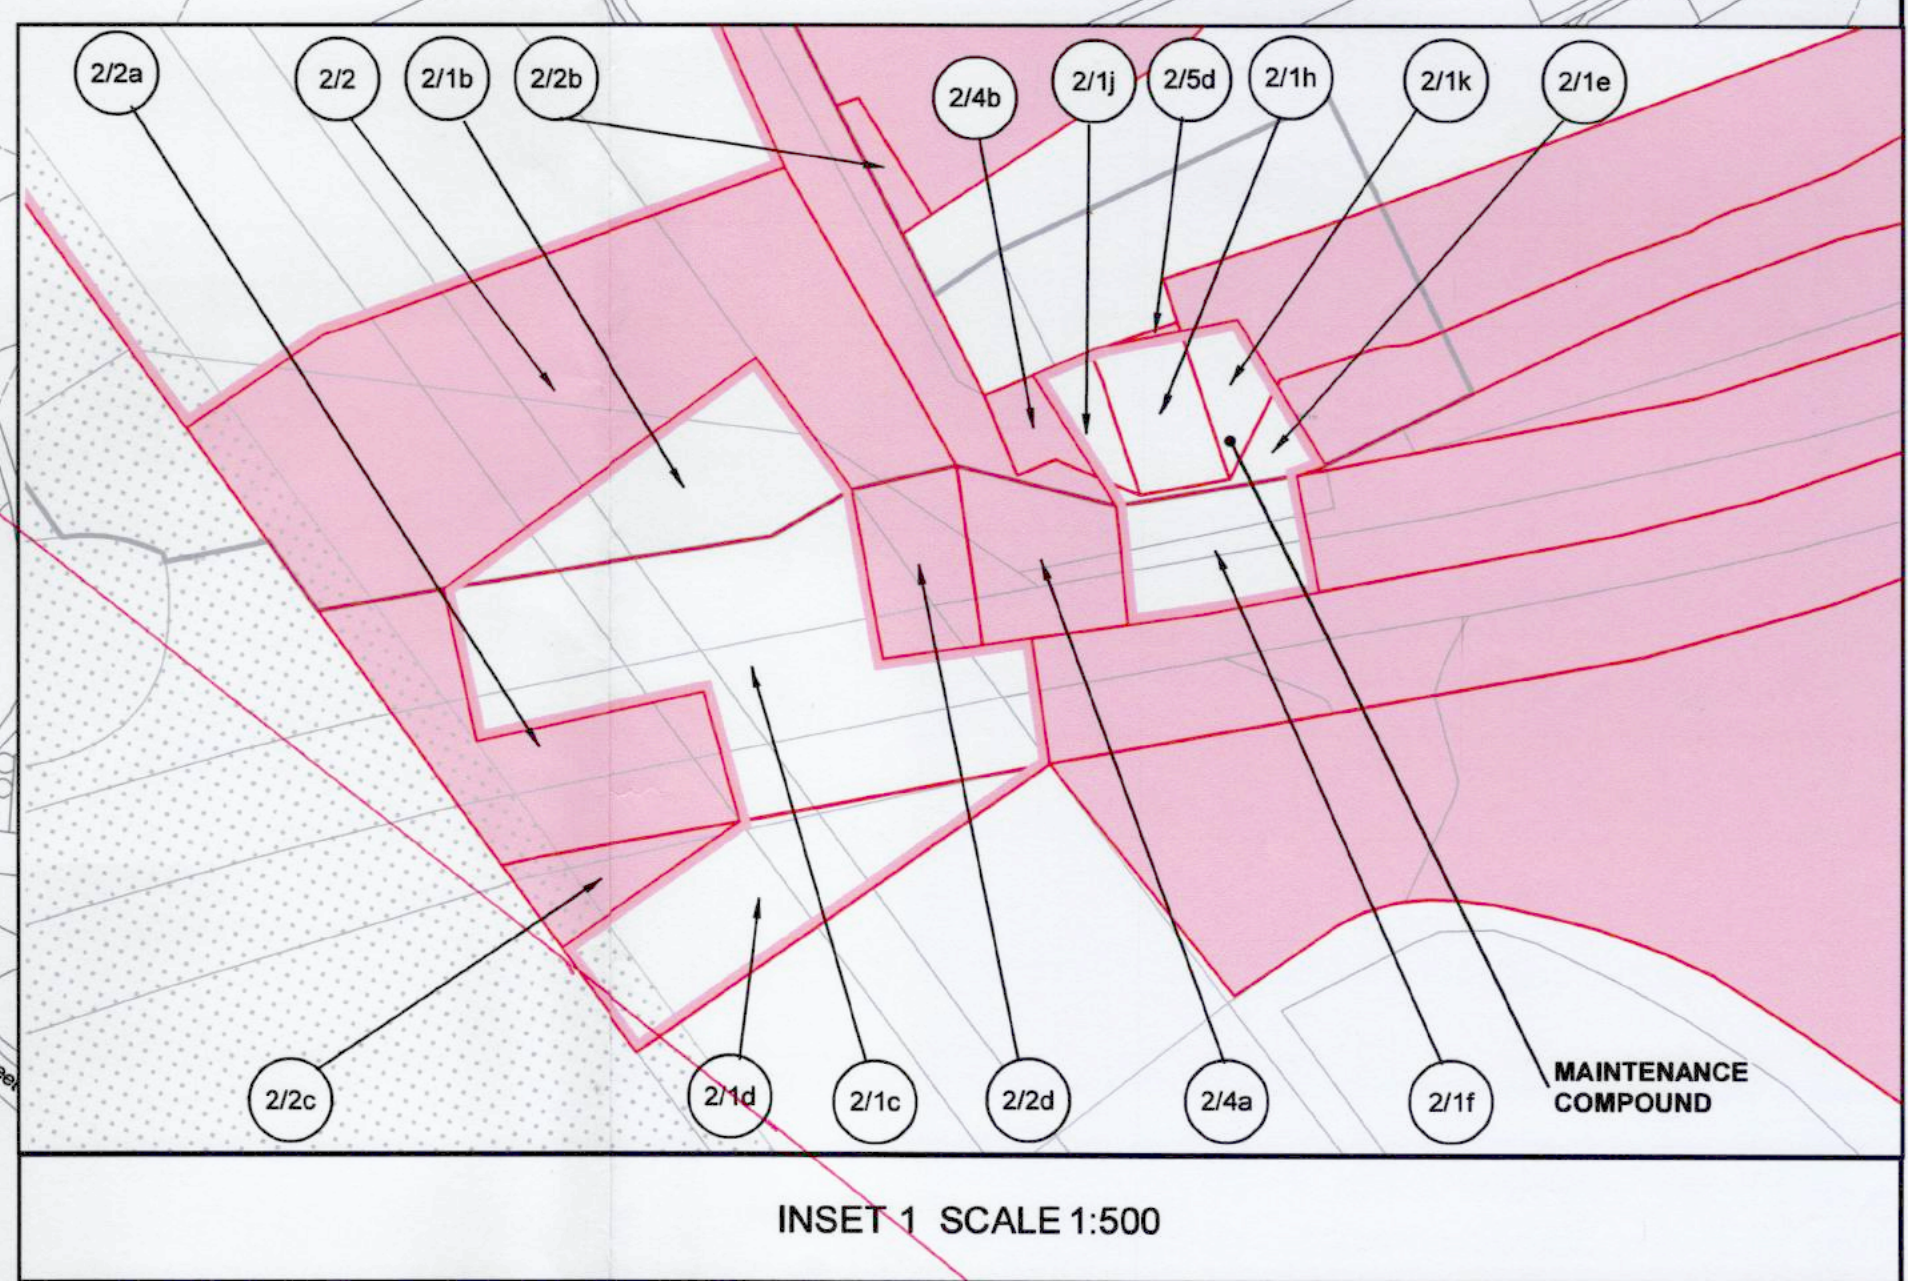 2/2a
2/2
2/1b
2/2b
2/4b
2/1j
2/5d
2/1h
2/1k
2/1e
2/2c
2/1d
2/1c
2/2d
2/4a
2/1f
MAINTENANCE
COMPOUND
INSET 1 SCALE 1:500